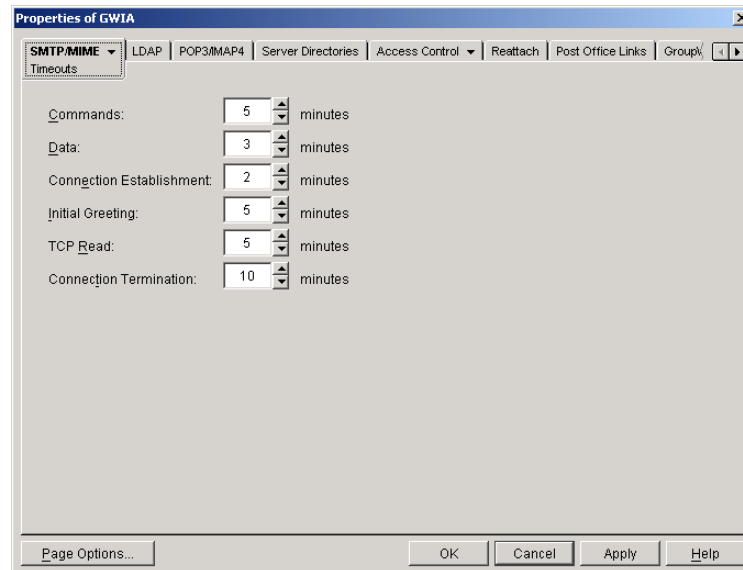 Properties of GWIA
SMTP/MIME LDAP POP3/IMAP4 Server Directories Access Control Reattach Post Office Links
Timeouts
Commands: 5 minutes
Data: 3 minutes
Connection Establishment: 2 minutes
Initial Greeting: 5 minutes
TCP Read: 5 minutes
Connection Termination: 10 minutes
Page Options... OK Cancel Apply Help